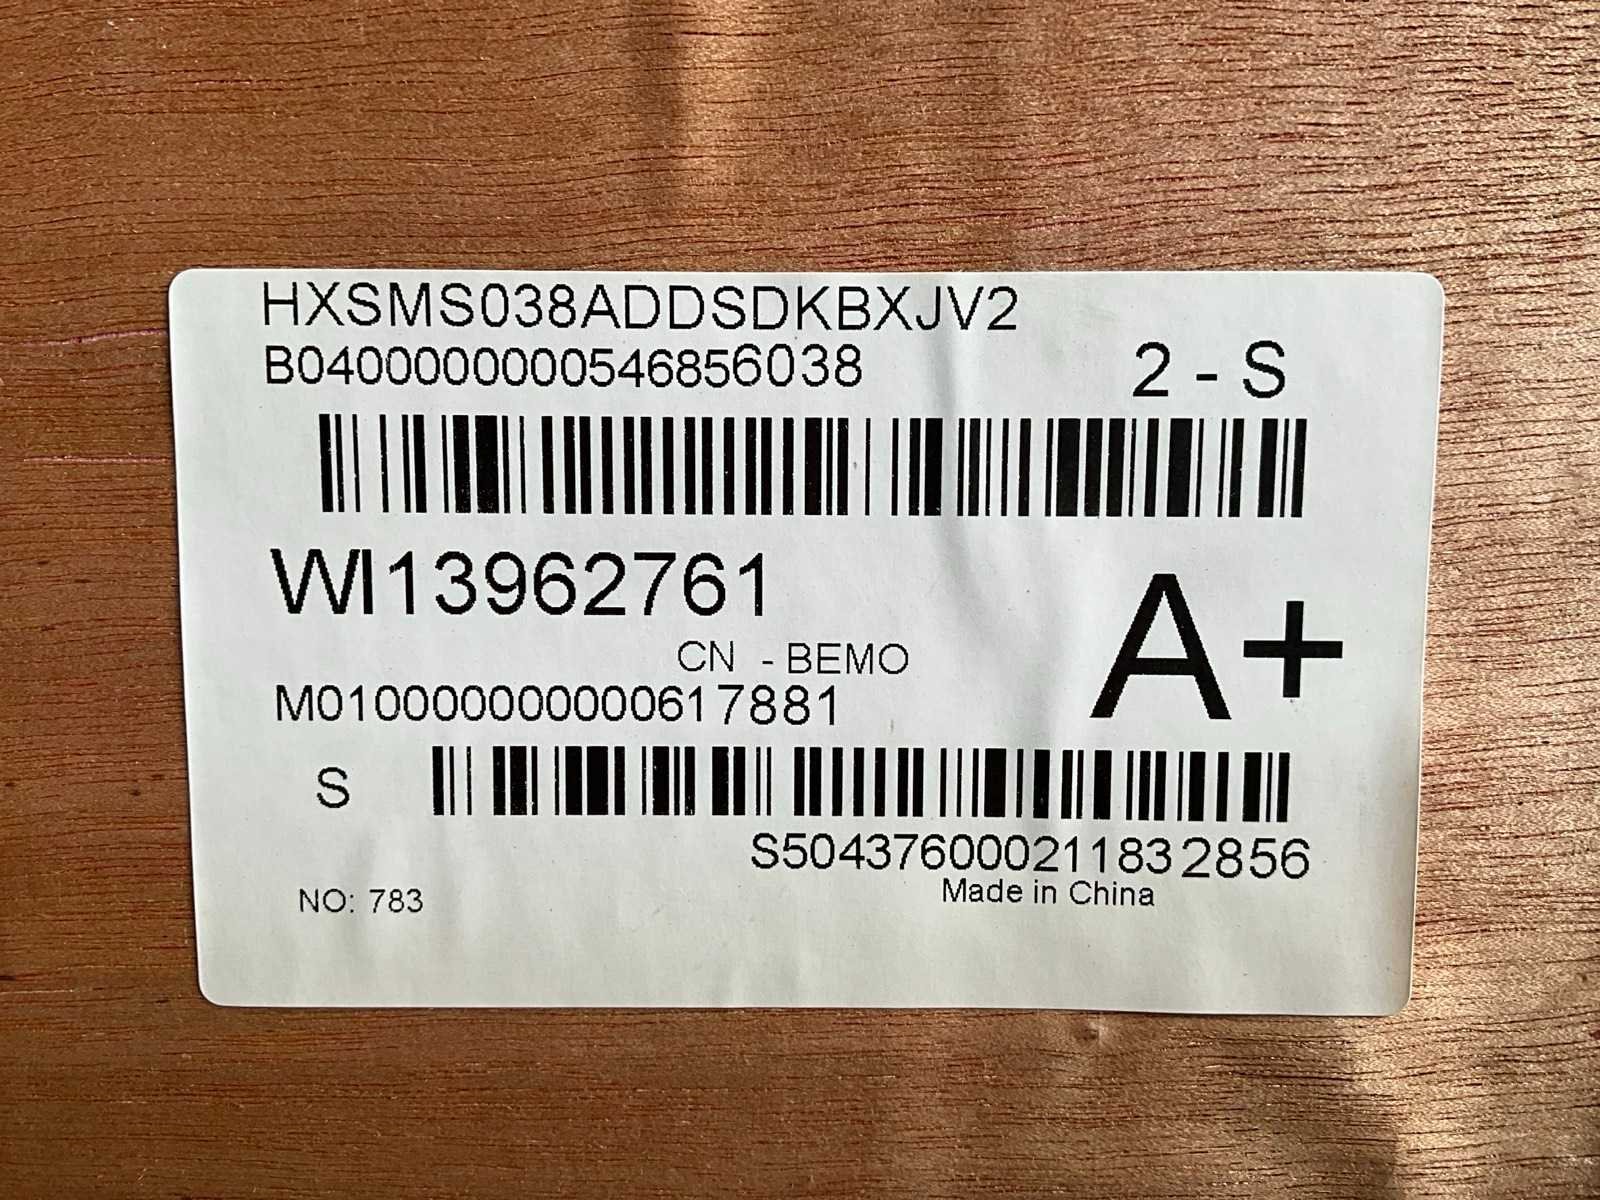 HXSMS038ADDSDKBXJV2
B0400000000546856038
2 - S
WI13962761
A+
CN - BEMO
M0100000000000617881
S
S504376000211832856
Made in China
NO: 783